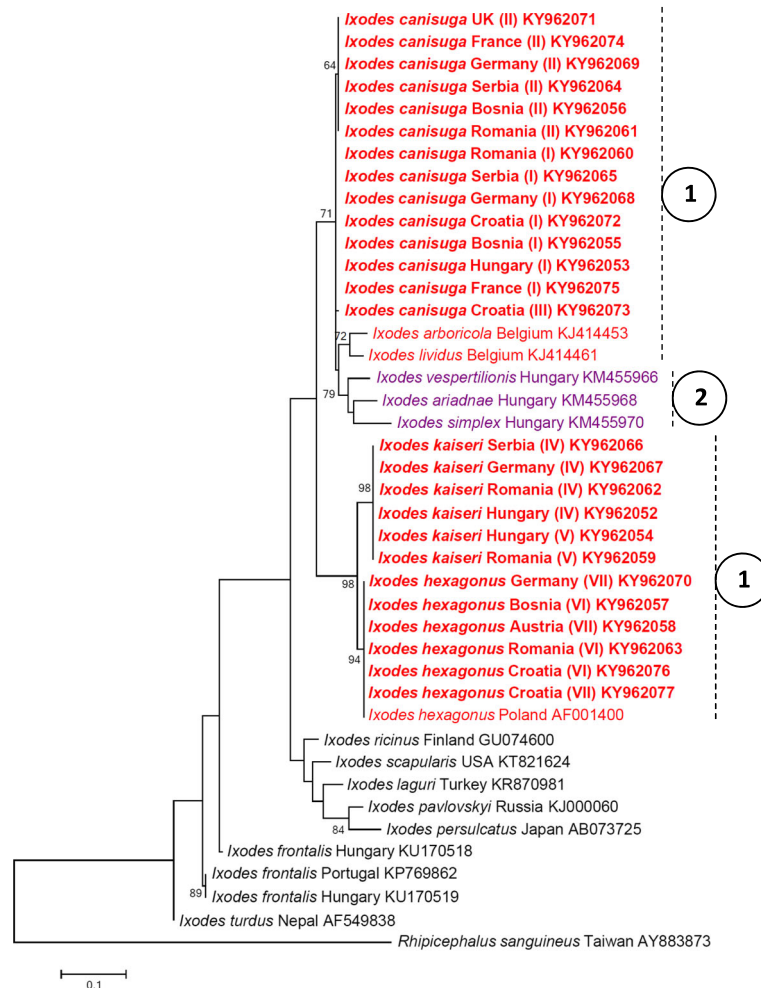 Ixodes canisuga UK (II) KY962071
Ixodes canisuga France (II) KY962074
64
Ixodes canisuga Germany (II) KY962069
Ixodes canisuga Serbia (II) KY962064
Ixodes canisuga Bosnia (II) KY962056
Ixodes canisuga Romania (II) KY962061
Ixodes canisuga Romania (I) KY962060
Ixodes canisuga Serbia (I) KY962065
1
Ixodes canisuga Germany (I) KY962068
71
Ixodes canisuga Croatia (I) KY962072
Ixodes canisuga Bosnia (I) KY962055
Ixodes canisuga Hungary (I) KY962053
Ixodes canisuga France (I) KY962075
Ixodes canisuga Croatia (III) KY962073
72
Ixodes arboricola Belgium KJ414453
Ixodes lividus Belgium KJ414461
Ixodes vespertilionis Hungary KM455966
79
Ixodes ariadnae Hungary KM455968
2
Ixodes simplex Hungary KM455970
Ixodes kaiseri Serbia (IV) KY962066
Ixodes kaiseri Germany (IV) KY962067
98
Ixodes kaiseri Romania (IV) KY962062
Ixodes kaiseri Hungary (IV) KY962052
Ixodes kaiseri Hungary (V) KY962054
Ixodes kaiseri Romania (V) KY962059
98
Ixodes hexagonus Germany (VII) KY962070
1
Ixodes hexagonus Bosnia (VI) KY962057
Ixodes hexagonus Austria (VII) KY962058
Ixodes hexagonus Romania (VI) KY962063
94
Ixodes hexagonus Croatia (VI) KY962076
Ixodes hexagonus Croatia (VII) KY962077
Ixodes hexagonus Poland AF001400
Ixodes ricinus Finland GU074600
Ixodes scapularis USA KT821624
Ixodes laguri Turkey KR870981
Ixodes pavlovskyi Russia KJ000060
84
Ixodes persulcatus Japan AB073725
Ixodes frontalis Hungary KU170518
Ixodes frontalis Portugal KP769862
89
Ixodes frontalis Hungary KU170519
Ixodes turdus Nepal AF549838
Rhipicephalus sanguineus Taiwan AY883873
0.1